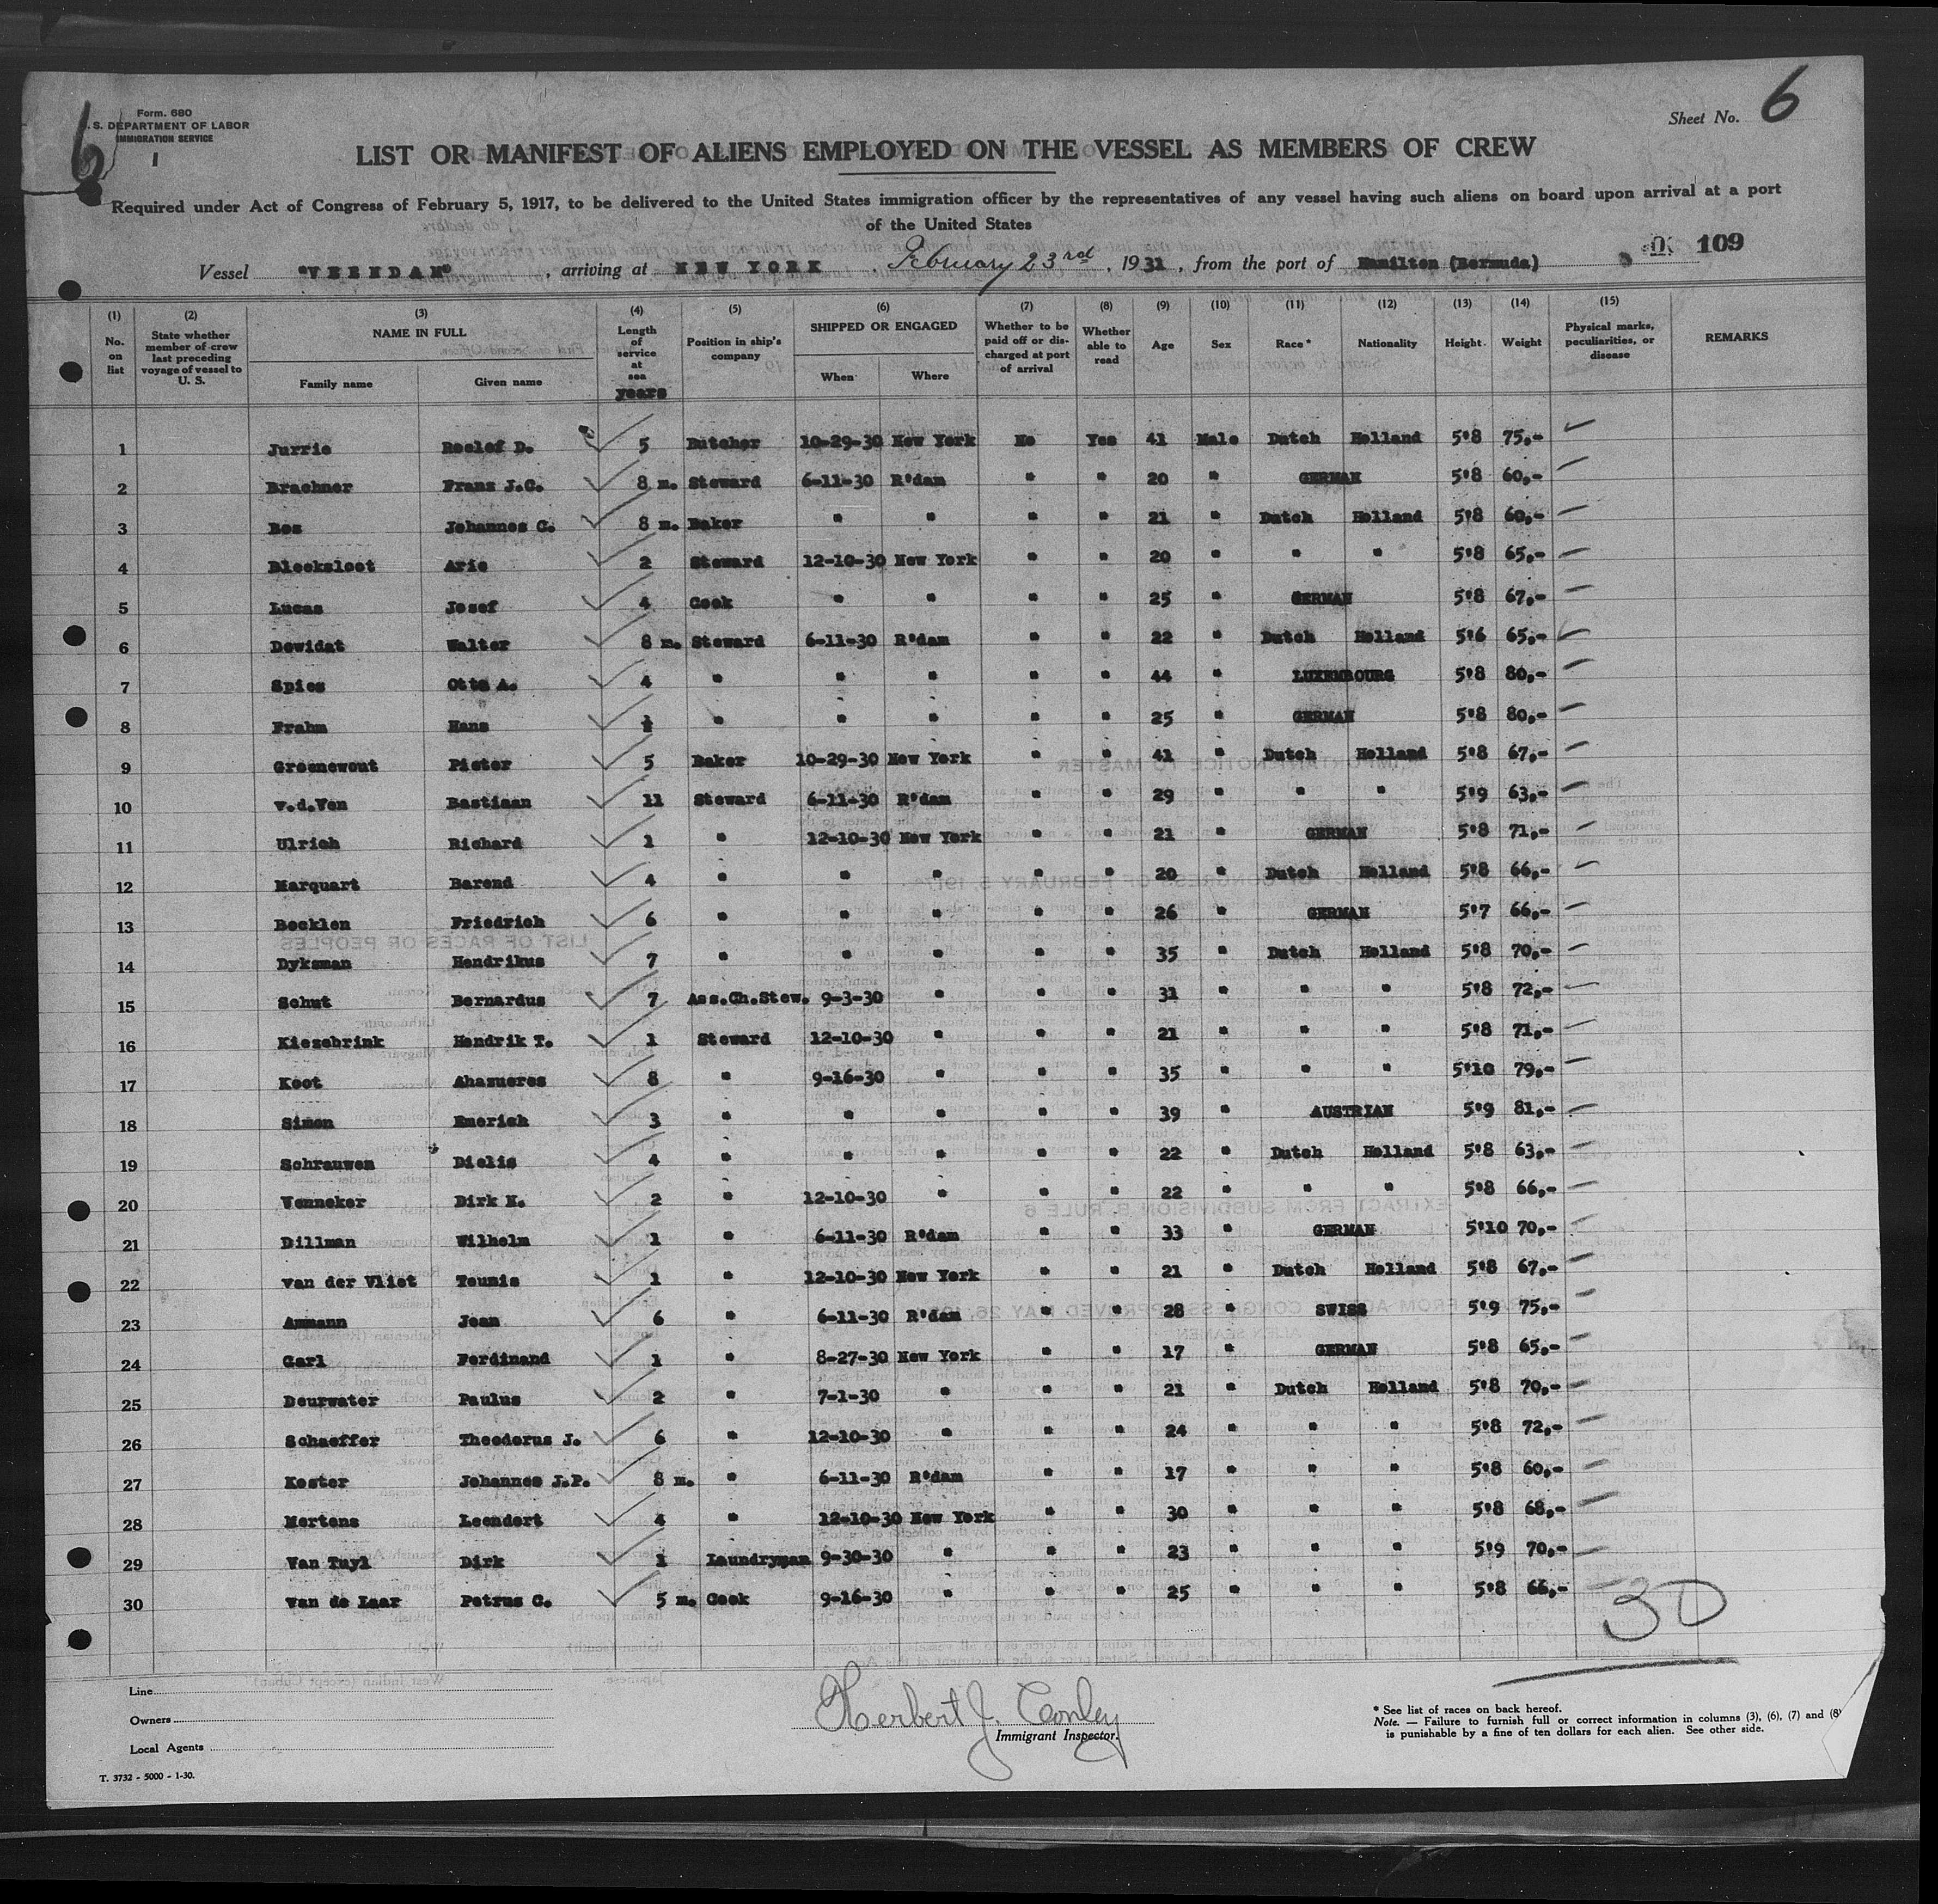 Form. 680
S. DEPARTMENT OF LABOR
IMMIGRATION SERVICE
1
6
Sheet No. 6
LIST OR MANIFEST OF ALIENS EMPLOYED ON THE VESSEL AS MEMBERS OF CREW
Required under Act of Congress of February 5, 1917, to be delivered to the United States immigration officer by the representatives of any vessel having such aliens on board upon arrival at a port
of the United States
109
Vessel "VEENDAM", arriving at NEW YORK, February 23rd, 1931, from the port of Hamilton (Bermuda)
(1) No. on list (2) State whether member of crew last preceding voyage of vessel to U. S. (3) NAME IN FULL Family name Given name (4) Length of service at sea years (5) Position in ship's company (6) SHIPPED OR ENGAGED When Where (7) Whether to be paid off or discharged at port of arrival (8) Whether able to read (9) Age (10) Sex (11) Race* (12) Nationality (13) Height (14) Weight (15) Physical marks, peculiarities, or disease REMARKS
1 Jurrie Roelof D. 5 Butcher 10-29-30 New York No Yes 41 Male Dutch Holland 5'8 75,-
2 Brachner Frans J.C. 8 m. Steward 6-11-30 R'dam " " 20 " GERMAN 5'8 60,-
3 Bos Johannes C. 8 m. Baker " " " " 21 " Dutch Holland 5'8 60,-
4 Bleeksloot Arie 2 Steward 12-10-30 New York " " 20 " " " 5'8 65,-
5 Lucas Josef 4 Cook " " " " 25 " GERMAN 5'8 67,-
6 Dewidat Walter 8 m. Steward 6-11-30 R'dam " " 22 " Dutch Holland 5'6 65,-
7 Spies Otto A. 4 " " " " " 44 " LUXEMBOURG 5'8 80,-
8 Frahm Hans " " " " " 25 " GERMAN 5'8 80,-
9 Groenewout Pieter 5 Baker 10-29-30 New York " " 41 " Dutch Holland 5'8 67,-
10 v.d.Ven Bastiaan 11 Steward 6-11-30 R'dam " " 29 " " " 5'9 63,-
11 Ulrich Richard 1 " 12-10-30 New York " " 21 " GERMAN 5'8 71,-
12 Marquart Barend 4 " " " " " 20 " Dutch Holland 5'8 66,-
13 Becklen Friedrich 6 " " " " " 26 " GERMAN 5'7 66,-
14 Dyksman Hendrikus 7 " " " " " 35 " Dutch Holland 5'8 70,-
15 Schut Bernardus 7 Ass.Ch.Stew. 9-3-30 " " " 31 " " " 5'8 72,-
16 Kiezebrink Hendrik T. 1 Steward 12-10-30 " " " 21 " " " 5'8 71,-
17 Koot Ahasueros 8 " 9-16-30 " " " 35 " " " 5'10 79,-
18 Simon Emerich 3 " " " " " 39 " AUSTRIAN 5'9 81,-
19 Schrauwen Dielis 4 " " " " " 22 " Dutch Holland 5'8 63,-
20 Venneker Dirk H. 2 " 12-10-30 " " " 22 " " " 5'8 66,-
21 Dillman Wilhelm 1 " 6-11-30 R'dam " " 33 " GERMAN 5'10 70,-
22 van der Vliet Teunis 1 " 12-10-30 New York " " 21 " Dutch Holland 5'8 67,-
23 Ammann Jean 6 " 6-11-30 R'dam " " 28 " SWISS 5'9 75,-
24 Carl Ferdinand 1 " 8-27-30 New York " " 17 " GERMAN 5'8 65,-
25 Deurwater Paulus 2 " 7-1-30 " " " 21 " Dutch Holland 5'8 70,-
26 Schaeffer Theodorus J. 6 " 12-10-30 " " " 24 " " " 5'8 72,-
27 Koster Johannes J.P. 8 m. " 6-11-30 R'dam " " 17 " " " 5'8 60,-
28 Mertens Leendert 4 " 12-10-30 New York " " 30 " " " 5'8 68,-
29 Van Tuyl Dirk 1 Laundryman 9-30-30 " " " 23 " " " 5'9 70,-
30 van de Laar Petrus C. 5 m. Cook 9-16-30 " " " 25 " " " 5'8 66,-
30
Line
Owners
Local Agents
T. 3732 - 5000 - 1-30.
Herbert J. Conley
Immigrant Inspector.
* See list of races on back hereof.
Note. — Failure to furnish full or correct information in columns (3), (6), (7) and (8)
is punishable by a fine of ten dollars for each alien. See other side.